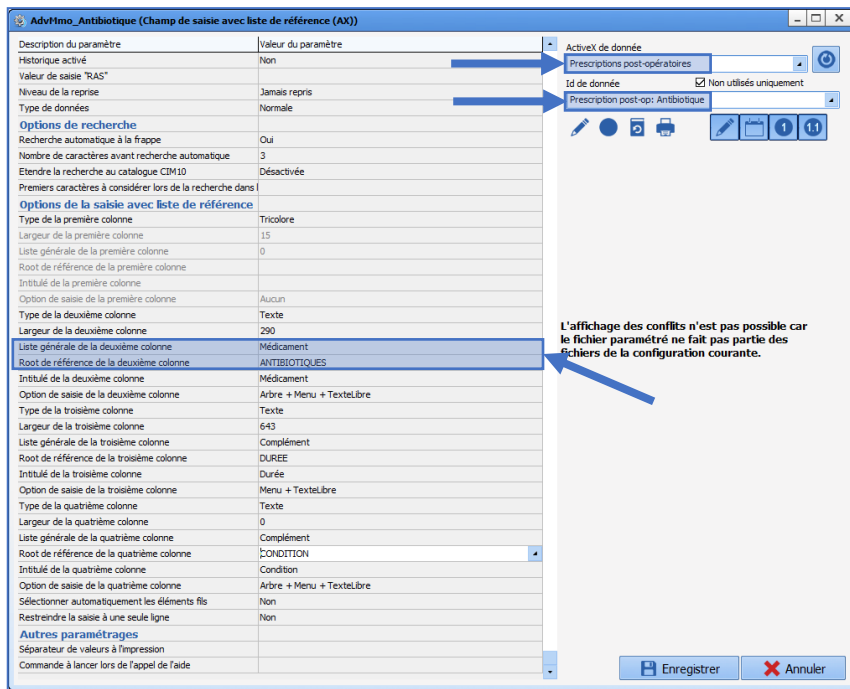 AdvMmo_Antibiotique (Champ de saisie avec liste de référence (AX))
Description du paramètre Valeur du paramètre
Historique activé Non
Valeur de saisie "RAS"
Niveau de la reprise Jamais repris
Type de données Normale
Options de recherche
Recherche automatique à la frappe Oui
Nombre de caractères avant recherche automatique 3
Etendre la recherche au catalogue CIM10 Désactivée
Premiers caractères à considérer lors de la recherche dans l
Options de la saisie avec liste de référence
Type de la première colonne Tricolore
Largeur de la première colonne 15
Liste générale de la première colonne 0
Root de référence de la première colonne
Intitulé de la première colonne
Option de saisie de la première colonne Aucun
Type de la deuxième colonne Texte
Largeur de la deuxième colonne 290
Liste générale de la deuxième colonne Médicament
Root de référence de la deuxième colonne ANTIBIOTIQUES
Intitulé de la deuxième colonne Médicament
Option de saisie de la deuxième colonne Arbre + Menu + TexteLibre
Type de la troisième colonne Texte
Largeur de la troisième colonne 643
Liste générale de la troisième colonne Complément
Root de référence de la troisième colonne DUREE
Intitulé de la troisième colonne Durée
Option de saisie de la troisième colonne Menu + TexteLibre
Type de la quatrième colonne Texte
Largeur de la quatrième colonne 0
Liste générale de la quatrième colonne Complément
Root de référence de la quatrième colonne CONDITION
Intitulé de la quatrième colonne Condition
Option de saisie de la quatrième colonne Arbre + Menu + TexteLibre
Sélectionner automatiquement les éléments fils Non
Restreindre la saisie à une seule ligne Non
Autres paramétrages
Séparateur de valeurs à l'impression
Commande à lancer lors de l'appel de l'aide
ActiveX de donnée
Prescriptions post-opératoires
Id de donnée Non utilisés uniquement
Prescription post-op: Antibiotique
1 1.1
L'affichage des conflits n'est pas possible car
le fichier paramétré ne fait pas partie des
fichiers de la configuration courante.
Enregistrer Annuler